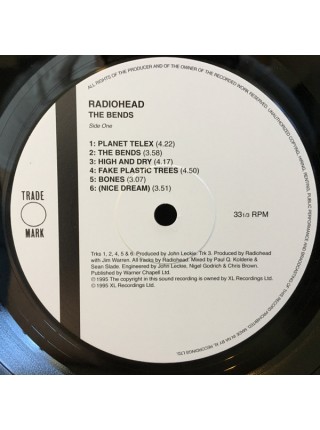 RADIOHEAD
THE BENDS
Side One
1: PLANET TELEX (4.22)
2: THE BENDS (3.58)
3: HIGH AND DRY (4.17)
4: FAKE PLASTIC TREES (4.50)
5: BONES (3.07)
6: (NICE DREAM) (3.51)
TRADE
MARK
33 1/3 RPM
Trks 1, 2, 4, 5 & 6 Produced by John Leckie. Trk 3. Produced by Radiohead
with Jim Warren. All tracks by Radiohead. Mixed by Paul Q. Kolderie &
Sean Slade. Engineered by John Leckie, Nigel Godrich & Chris Brown.
Published by Warner Chapell Ltd.
℗ 1995 The copyright in this sound recording is owned by XL Recordings Ltd.
© 1995 XL Recordings Ltd.
ALL RIGHTS OF THE PRODUCER AND OF THE OWNER OF THE RECORDED WORK RESERVED.